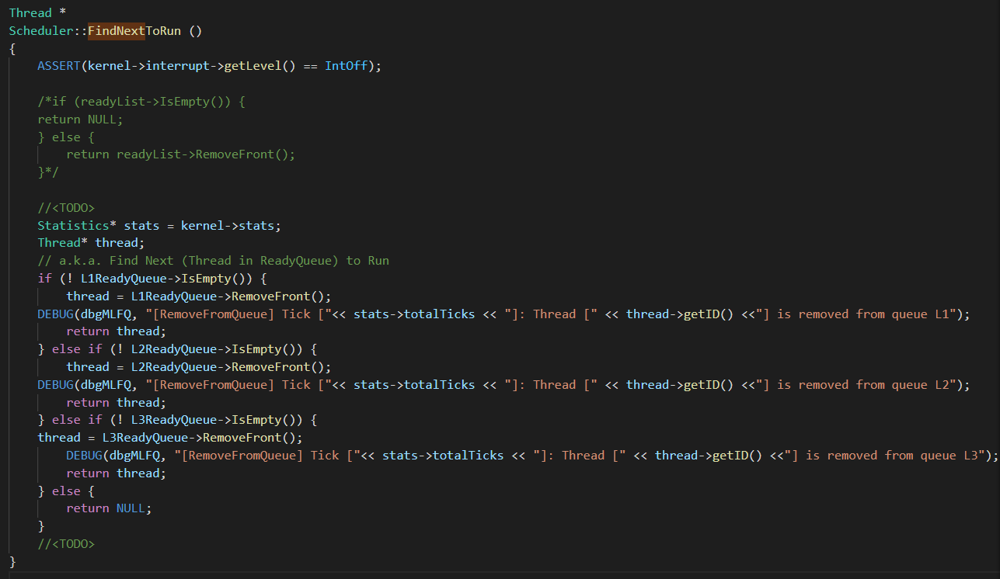 Thread *
Scheduler::FindNextToRun ()
{
    ASSERT(kernel->interrupt->getLevel() == IntOff);

    /*if (readyList->IsEmpty()) {
    return NULL;
    } else {
        return readyList->RemoveFront();
    }*/

    //<TODO>
    Statistics* stats = kernel->stats;
    Thread* thread;
    // a.k.a. Find Next (Thread in ReadyQueue) to Run
    if (! L1ReadyQueue->IsEmpty()) {
        thread = L1ReadyQueue->RemoveFront();
    DEBUG(dbgMLFQ, "[RemoveFromQueue] Tick ["<< stats->totalTicks << "]: Thread [" << thread->getID() <<"] is removed from queue L1");
        return thread;
    } else if (! L2ReadyQueue->IsEmpty()) {
        thread = L2ReadyQueue->RemoveFront();
    DEBUG(dbgMLFQ, "[RemoveFromQueue] Tick ["<< stats->totalTicks << "]: Thread [" << thread->getID() <<"] is removed from queue L2");
        return thread;
    } else if (! L3ReadyQueue->IsEmpty()) {
    thread = L3ReadyQueue->RemoveFront();
        DEBUG(dbgMLFQ, "[RemoveFromQueue] Tick ["<< stats->totalTicks << "]: Thread [" << thread->getID() <<"] is removed from queue L3");
        return thread;
    } else {
        return NULL;
    }
    //<TODO>
}